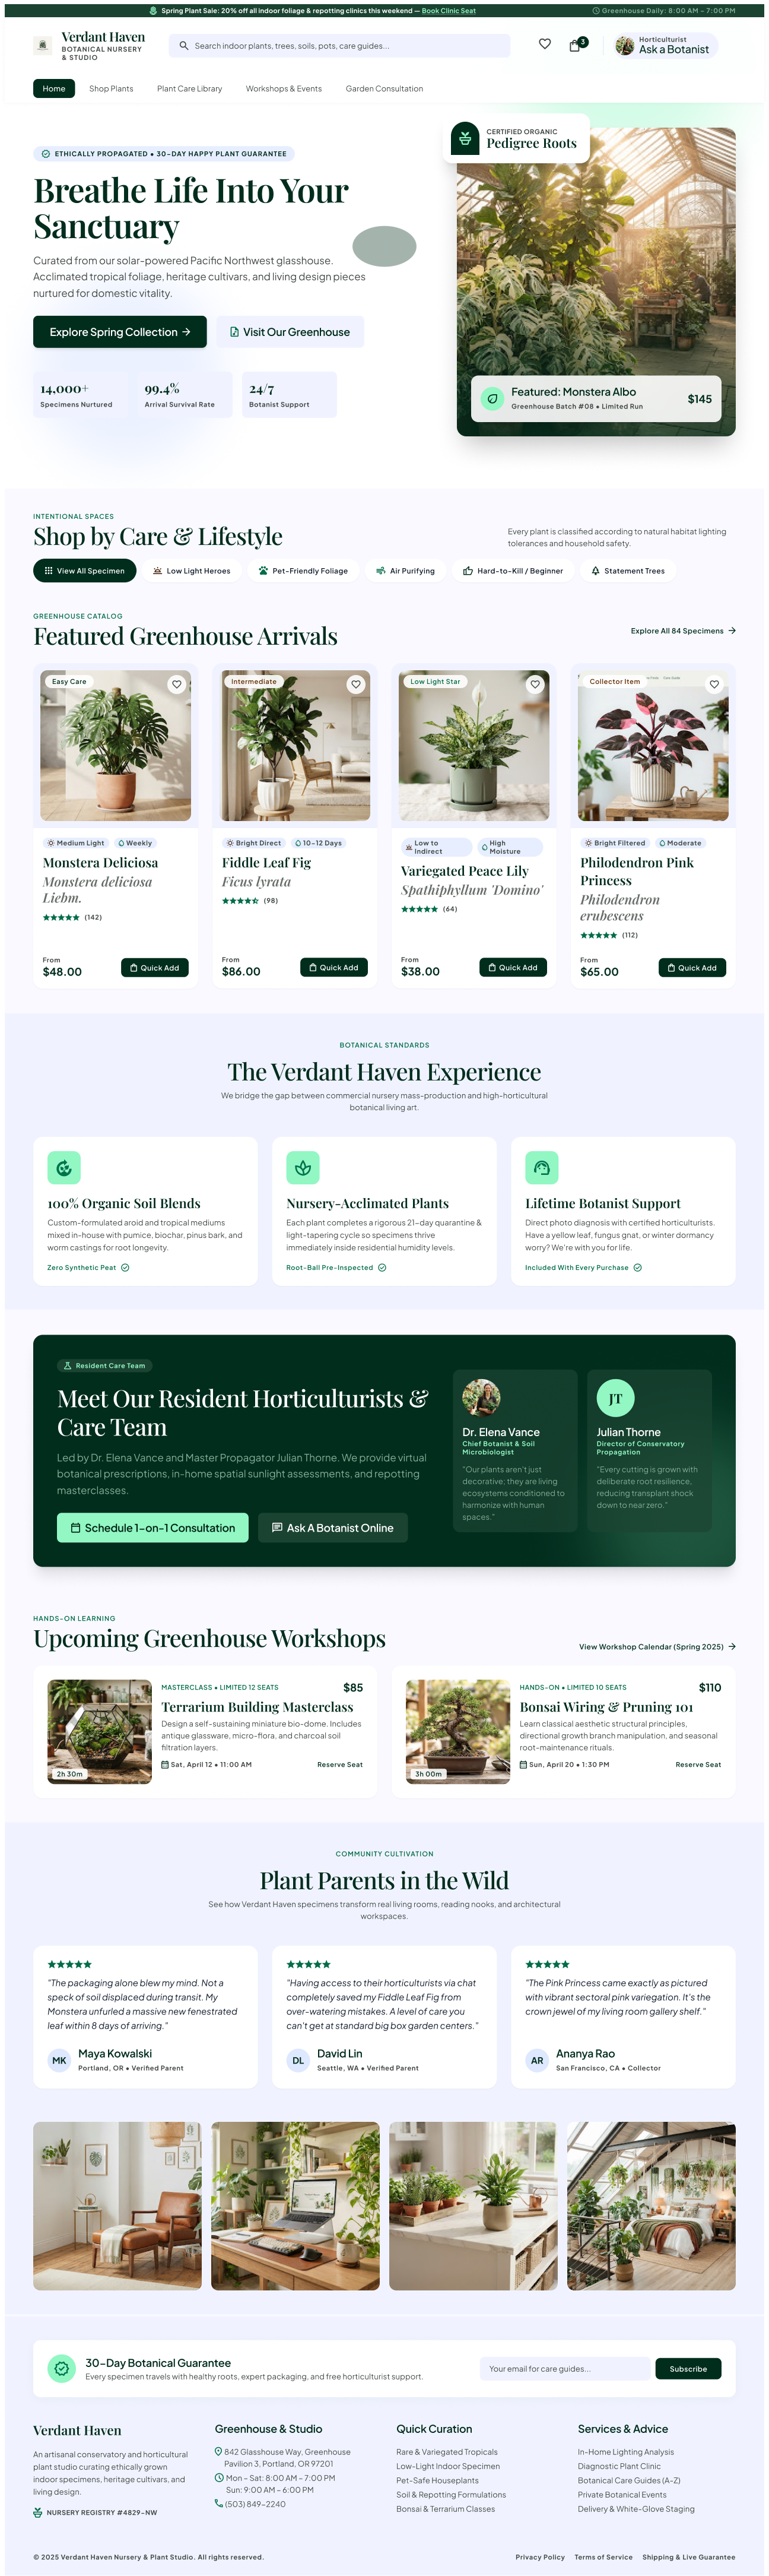 Spring Plant Sale: 20% off all indoor foliage & repotting clinics this weekend — Book Clinic Seat
Greenhouse Daily: 8:00 AM – 7:00 PM
Verdant Haven
BOTANICAL NURSERY
& STUDIO
Search indoor plants, trees, soils, pots, care guides...
3
Horticulturist
Ask a Botanist
Home
Shop Plants
Plant Care Library
Workshops & Events
Garden Consultation
ETHICALLY PROPAGATED • 30-DAY HAPPY PLANT GUARANTEE
Breathe Life Into Your
Sanctuary
Curated from our solar-powered Pacific Northwest glasshouse.
Acclimated tropical foliage, heritage cultivars, and living design pieces
nurtured for domestic vitality.
Explore Spring Collection
Visit Our Greenhouse
14,000+
Specimens Nurtured
99.4%
Arrival Survival Rate
24/7
Botanist Support
CERTIFIED ORGANIC
Pedigree Roots
Featured: Monstera Albo
Greenhouse Batch #08 • Limited Run
$145
INTENTIONAL SPACES
Shop by Care & Lifestyle
Every plant is classified according to natural habitat lighting
tolerances and household safety.
View All Specimen
Low Light Heroes
Pet-Friendly Foliage
Air Purifying
Hard-to-Kill / Beginner
Statement Trees
GREENHOUSE CATALOG
Featured Greenhouse Arrivals
Explore All 84 Specimens
Easy Care
Medium Light
Weekly
Monstera Deliciosa
Monstera deliciosa
Liebm.
(142)
From
$48.00
Quick Add
Intermediate
Bright Direct
10-12 Days
Fiddle Leaf Fig
Ficus lyrata
(98)
From
$86.00
Quick Add
Low Light Star
Low to
Indirect
High
Moisture
Variegated Peace Lily
Spathiphyllum 'Domino'
(64)
From
$38.00
Quick Add
Collector Item
Bright Filtered
Moderate
Philodendron Pink
Princess
Philodendron
erubescens
(112)
From
$65.00
Quick Add
BOTANICAL STANDARDS
The Verdant Haven Experience
We bridge the gap between commercial nursery mass-production and high-horticultural
botanical living art.
100% Organic Soil Blends
Custom-formulated aroid and tropical mediums
mixed in-house with pumice, biochar, pinus bark, and
worm castings for root longevity.
Zero Synthetic Peat
Nursery-Acclimated Plants
Each plant completes a rigorous 21-day quarantine &
light-tapering cycle so specimens thrive
immediately inside residential humidity levels.
Root-Ball Pre-Inspected
Lifetime Botanist Support
Direct photo diagnosis with certified horticulturists.
Have a yellow leaf, fungus gnat, or winter dormancy
worry? We're with you for life.
Included With Every Purchase
Resident Care Team
Meet Our Resident Horticulturists &
Care Team
Led by Dr. Elena Vance and Master Propagator Julian Thorne. We provide virtual
botanical prescriptions, in-home spatial sunlight assessments, and repotting
masterclasses.
Schedule 1-on-1 Consultation
Ask A Botanist Online
Dr. Elena Vance
Chief Botanist & Soil
Microbiologist
"Our plants aren't just
decorative; they are living
ecosystems conditioned to
harmonize with human
spaces."
JT
Julian Thorne
Director of Conservatory
Propagation
"Every cutting is grown with
deliberate root resilience,
reducing transplant shock
down to near zero."
HANDS-ON LEARNING
Upcoming Greenhouse Workshops
View Workshop Calendar (Spring 2025)
2h 30m
MASTERCLASS • LIMITED 12 SEATS
$85
Terrarium Building Masterclass
Design a self-sustaining miniature bio-dome. Includes
antique glassware, micro-flora, and charcoal soil
filtration layers.
Sat, April 12 • 11:00 AM
Reserve Seat
3h 00m
HANDS-ON • LIMITED 10 SEATS
$110
Bonsai Wiring & Pruning 101
Learn classical aesthetic structural principles,
directional growth branch manipulation, and seasonal
root-maintenance rituals.
Sun, April 20 • 1:30 PM
Reserve Seat
COMMUNITY CULTIVATION
Plant Parents in the Wild
See how Verdant Haven specimens transform real living rooms, reading nooks, and architectural
workspaces.
"The packaging alone blew my mind. Not a
speck of soil displaced during transit. My
Monstera unfurled a massive new fenestrated
leaf within 8 days of arriving."
MK
Maya Kowalski
Portland, OR • Verified Parent
"Having access to their horticulturists via chat
completely saved my Fiddle Leaf Fig from
over-watering mistakes. A level of care you
can't get at standard big box garden centers."
DL
David Lin
Seattle, WA • Verified Parent
"The Pink Princess came exactly as pictured
with vibrant sectoral pink variegation. It's the
crown jewel of my living room gallery shelf."
AR
Ananya Rao
San Francisco, CA • Collector
30-Day Botanical Guarantee
Every specimen travels with healthy roots, expert packaging, and free horticulturist support.
Your email for care guides...
Subscribe
Verdant Haven
An artisanal conservatory and horticultural
plant studio curating ethically grown
indoor specimens, heritage cultivars, and
living design.
NURSERY REGISTRY #4829-NW
Greenhouse & Studio
842 Glasshouse Way, Greenhouse
Pavilion 3, Portland, OR 97201
Mon – Sat: 8:00 AM – 7:00 PM
Sun: 9:00 AM – 6:00 PM
(503) 849-2240
Quick Curation
Rare & Variegated Tropicals
Low-Light Indoor Specimen
Pet-Safe Houseplants
Soil & Repotting Formulations
Bonsai & Terrarium Classes
Services & Advice
In-Home Lighting Analysis
Diagnostic Plant Clinic
Botanical Care Guides (A-Z)
Private Botanical Events
Delivery & White-Glove Staging
© 2025 Verdant Haven Nursery & Plant Studio. All rights reserved.
Privacy Policy
Terms of Service
Shipping & Live Guarantee